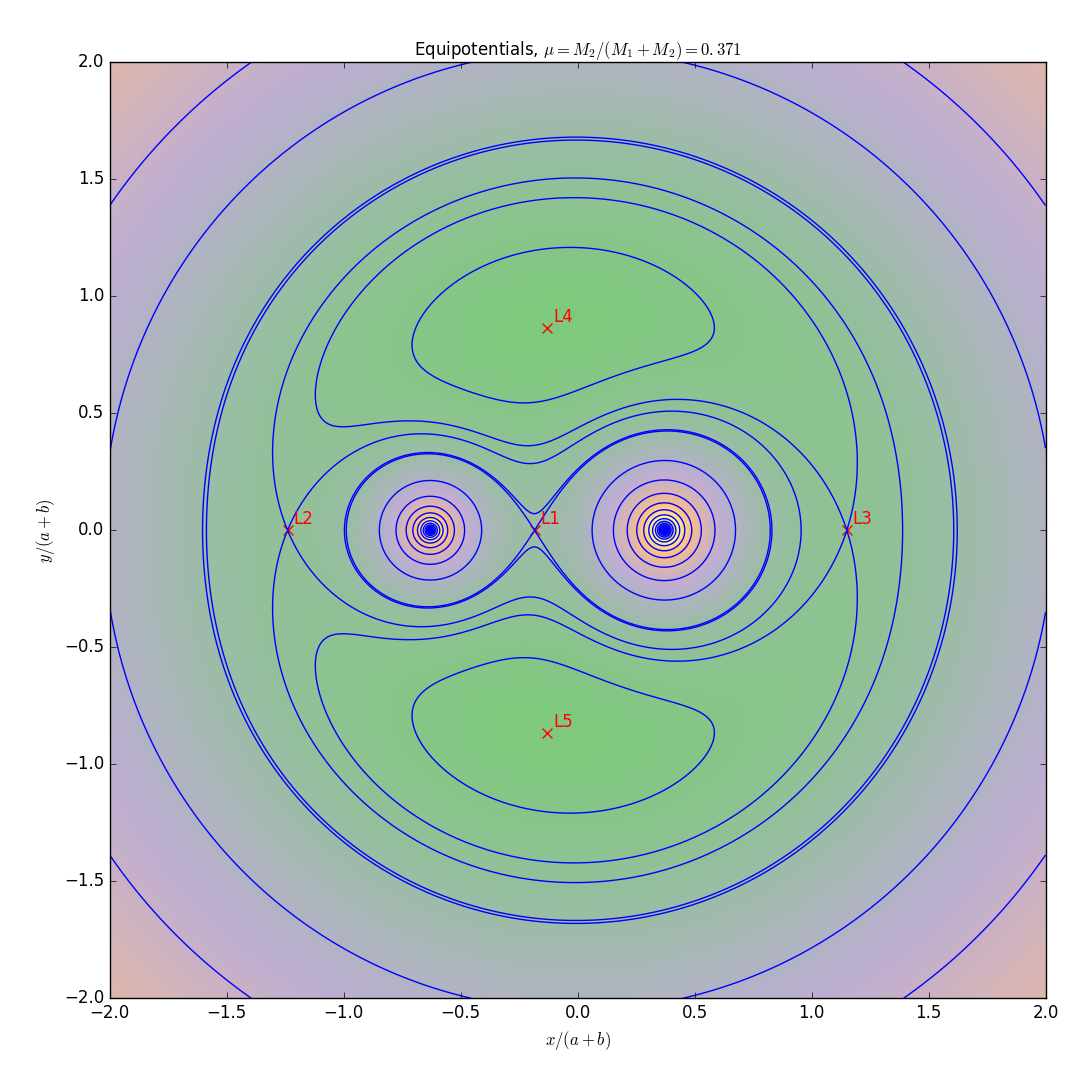 Equipotentials, μ = M₂/(M₁ + M₂) = 0.371
2.0
1.5
1.0
0.5
0.0
−0.5
−1.0
−1.5
−2.0
y/(a + b)
L4
L2
L1
L3
L5
−2.0 −1.5 −1.0 −0.5 0.0 0.5 1.0 1.5 2.0
x/(a + b)